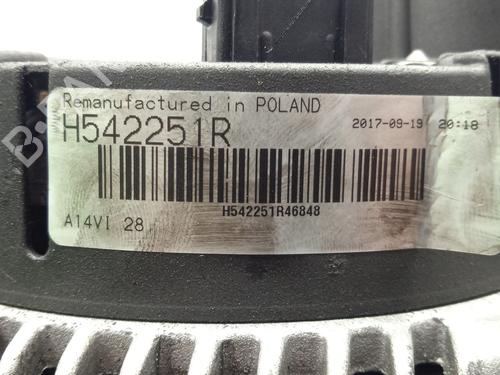 Remanufactured in POLAND
H542251R
2017-09-19 20:18
H542251R46848
A14VI 28